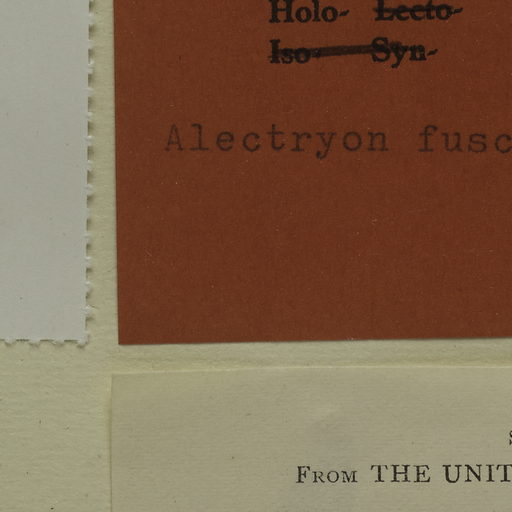 Holo- Lecto-
Iso- Syn-
Alectryon fusc
From THE UNIT